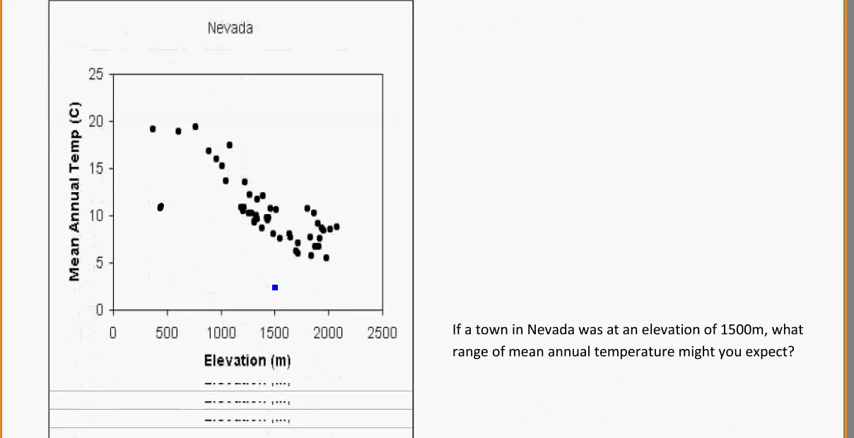 Nevada
25
20
15
10
5
0
Mean Annual Temp (C)
0 500 1000 1500 2000 2500
Elevation (m)
If a town in Nevada was at an elevation of 1500m, what
range of mean annual temperature might you expect?